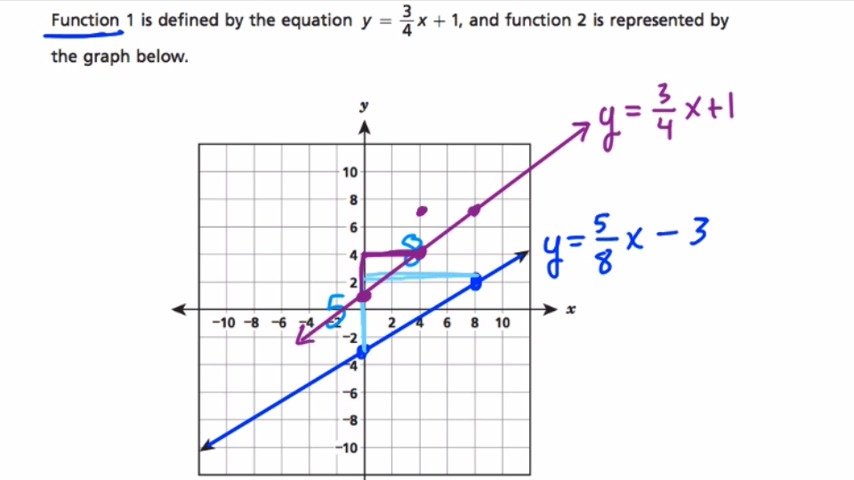 Function 1 is defined by the equation y = 3/4 x + 1, and function 2 is represented by
the graph below.
y
y = 3/4 x + 1
10
8
6
4
2
y = 5/8 x - 3
8
5
x
-10 -8 -6 -4 -2 2 4 6 8 10
-2
-4
-6
-8
-10